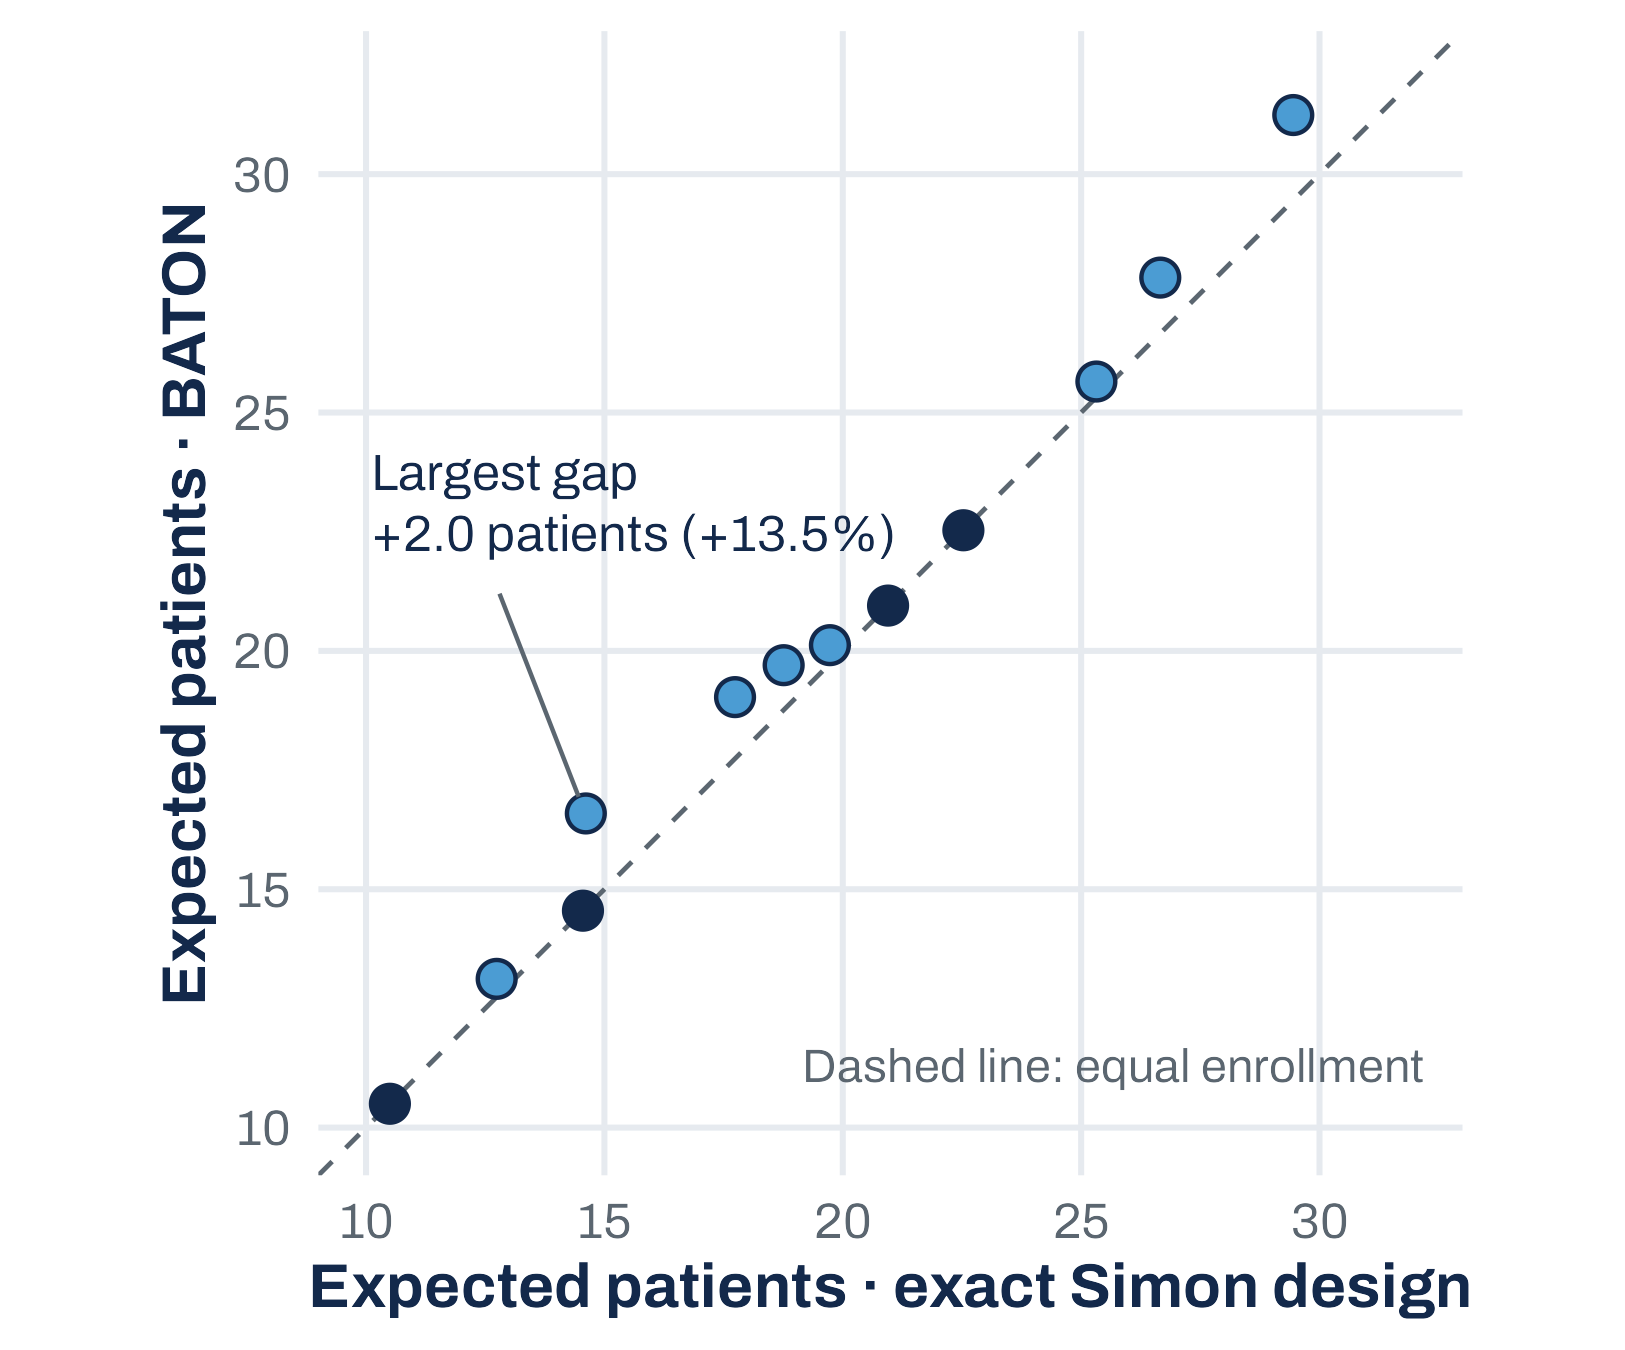 30
25
20
15
10
Expected patients · BATON
Largest gap
+2.0 patients (+13.5%)
Dashed line: equal enrollment
10 15 20 25 30
Expected patients · exact Simon design